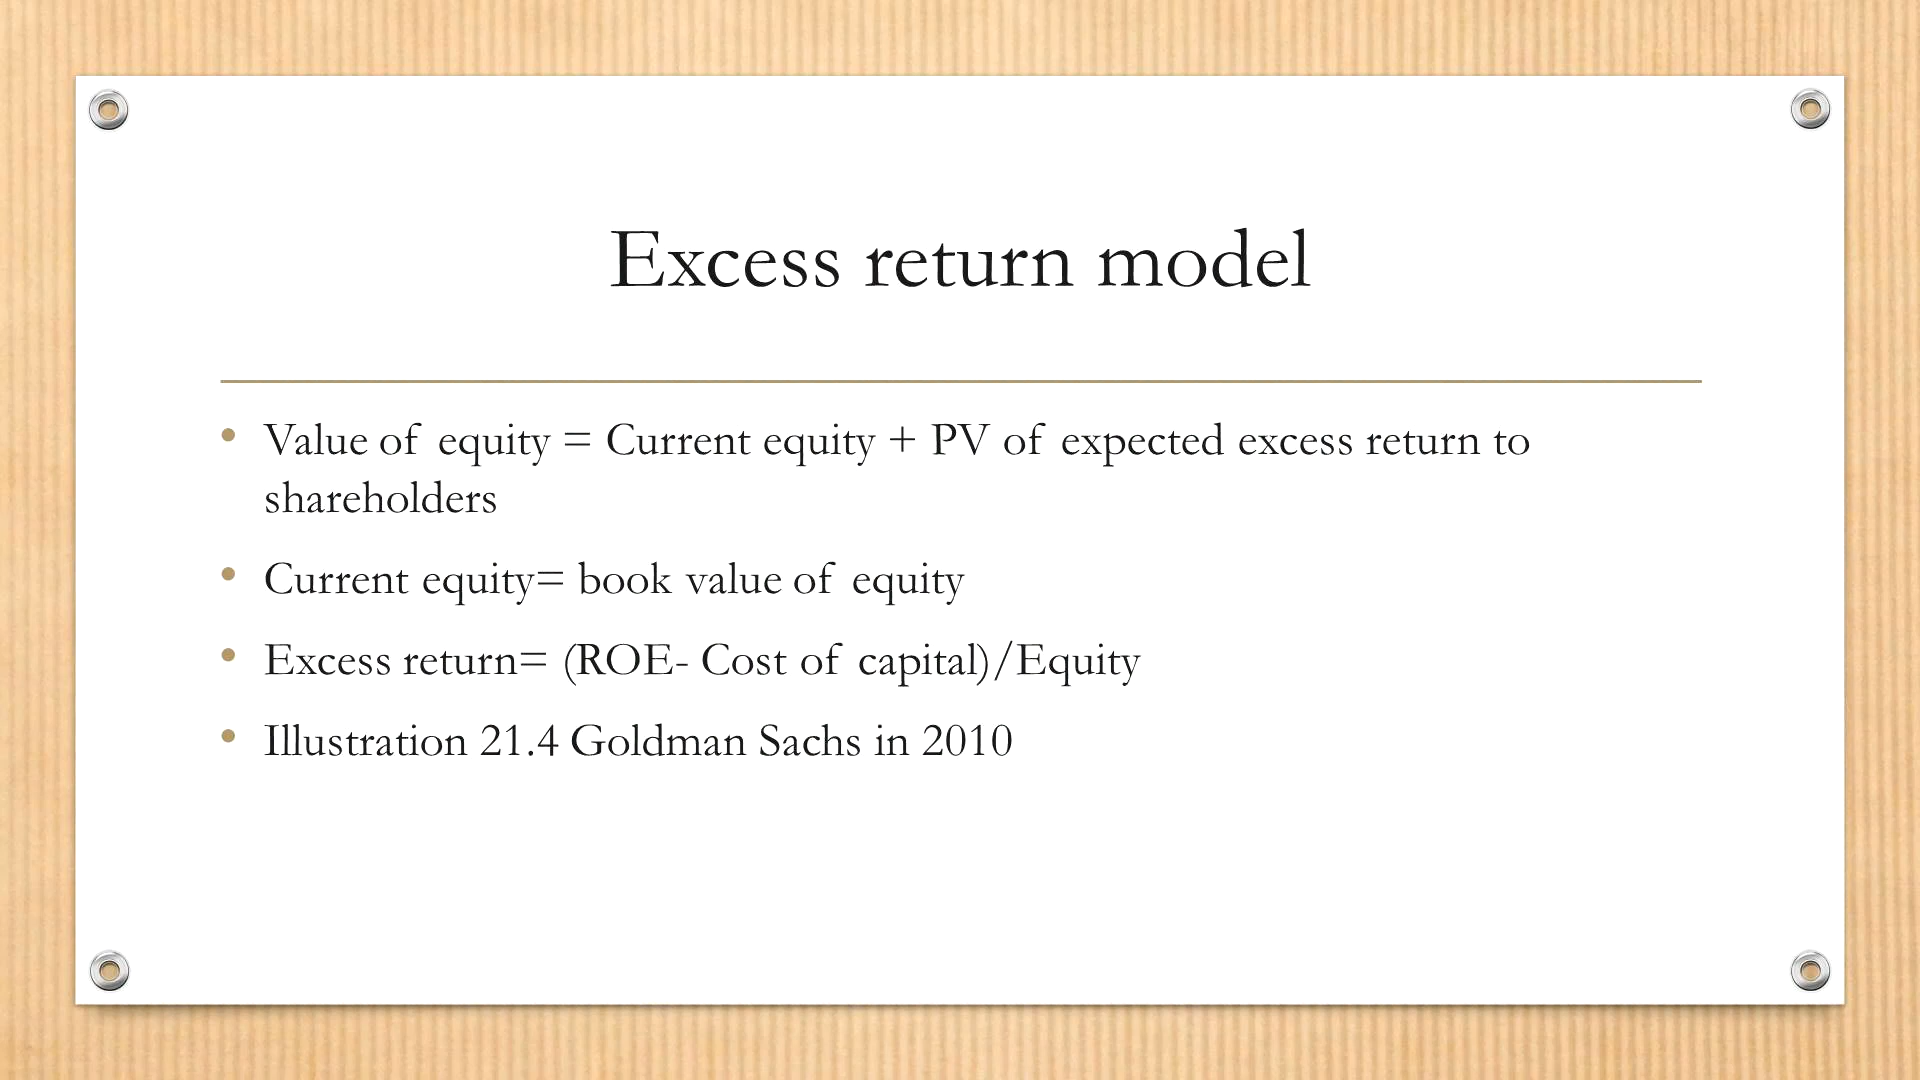 Excess return model
• Value of equity = Current equity + PV of expected excess return to
shareholders
• Current equity= book value of equity
• Excess return= (ROE- Cost of capital)/Equity
• Illustration 21.4 Goldman Sachs in 2010